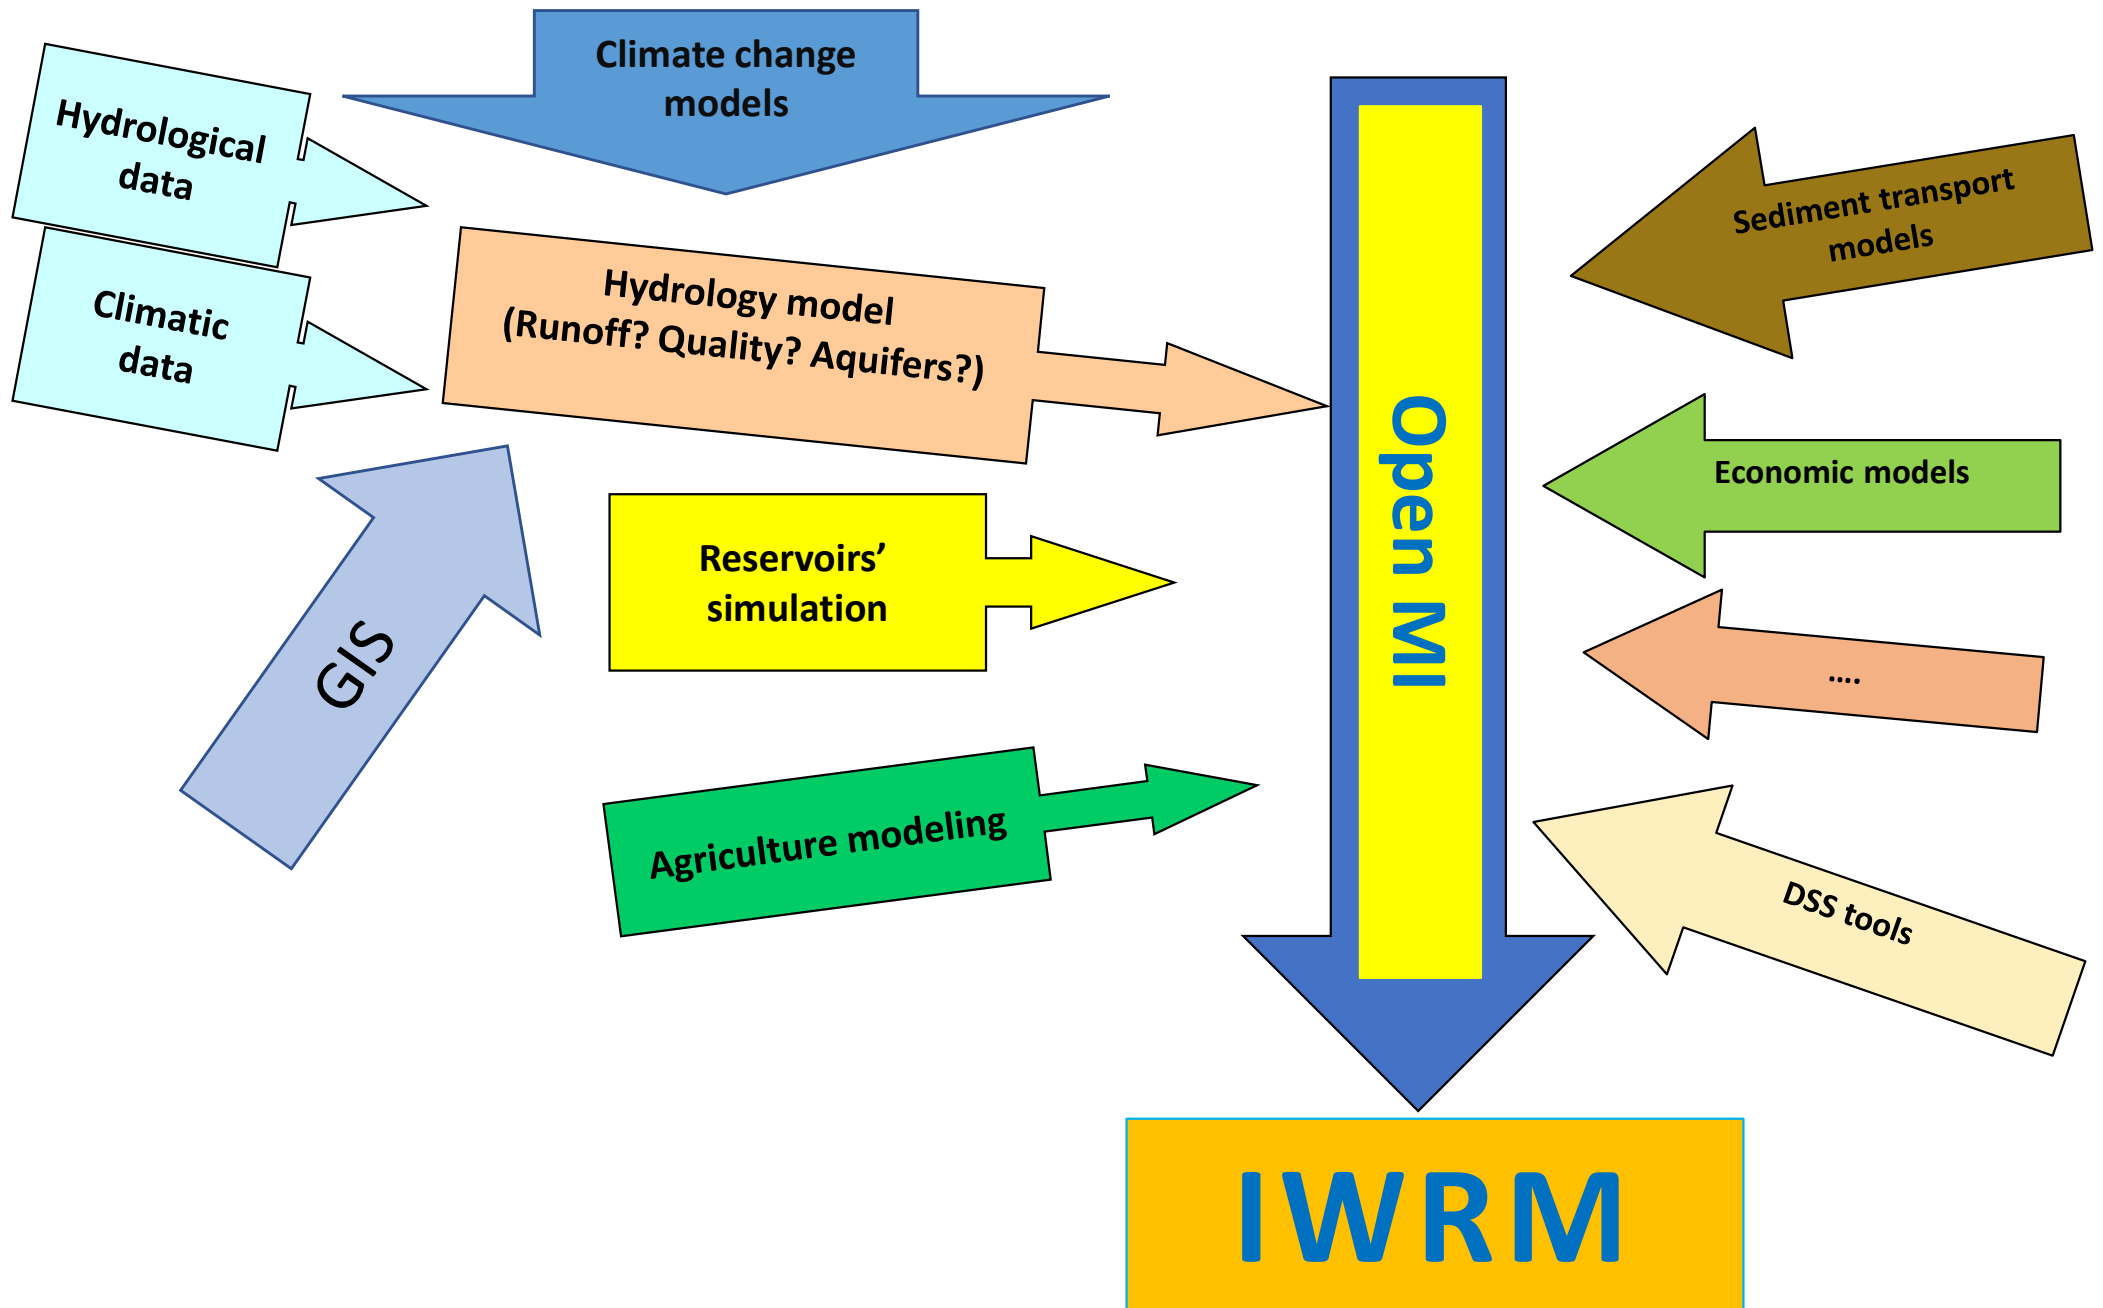 Climate change
models
Hydrological
data
Climatic
data
Hydrology model
(Runoff? Quality? Aquifers?)
GIS
Reservoirs’
simulation
Agriculture modeling
Open MI
Sediment transport
models
Economic models
....
DSS tools
IWRM